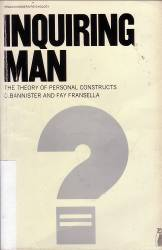 INQUIRING
MAN
THE THEORY OF PERSONAL CONSTRUCTS
D.BANNISTER AND FAY FRANSELLA
?